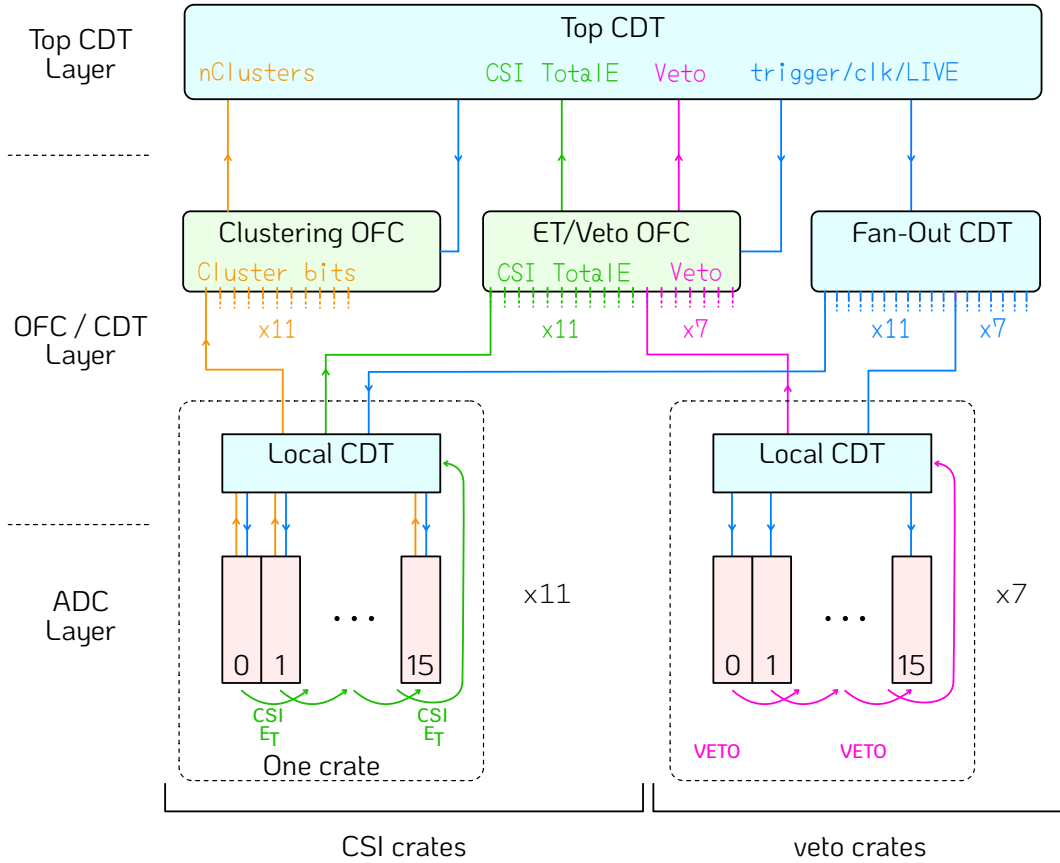 Top CDT
Layer
Top CDT
nClusters CSI TotalE Veto trigger/clk/LIVE
OFC / CDT
Layer
Clustering OFC
Cluster bits
x11
ET/Veto OFC
CSI TotalE Veto
x11 x7
Fan-Out CDT
x11 x7
Local CDT
Local CDT
ADC
Layer
0 1 ... 15
x11
0 1 ... 15
x7
CSI
ET
CSI
ET
VETO VETO
One crate
CSI crates
veto crates